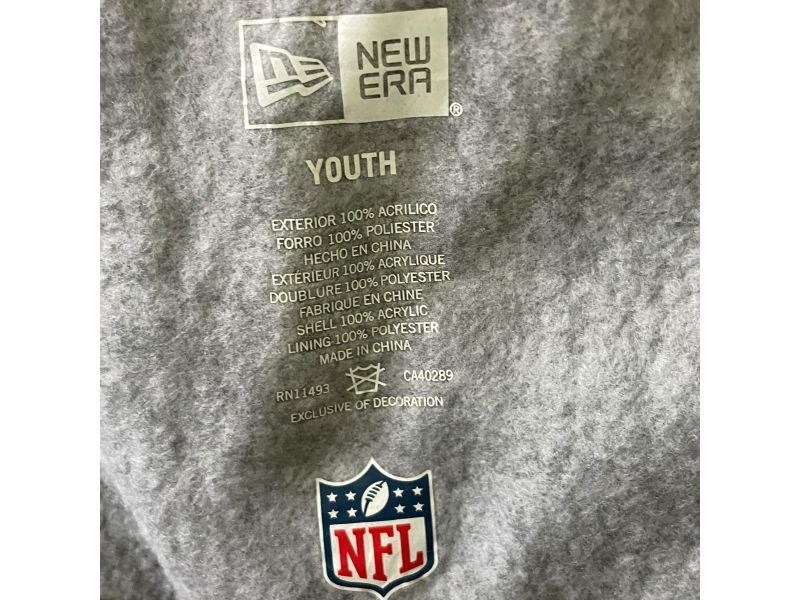 NEW
ERA
®
YOUTH
EXTERIOR 100% ACRILICO
FORRO 100% POLIESTER
HECHO EN CHINA
EXTÉRIEUR 100% ACRYLIQUE
DOUBLURE 100% POLYESTER
FABRIQUE EN CHINE
SHELL 100% ACRYLIC
LINING 100% POLYESTER
MADE IN CHINA
RN11493 CA40289
EXCLUSIVE OF DECORATION
NFL